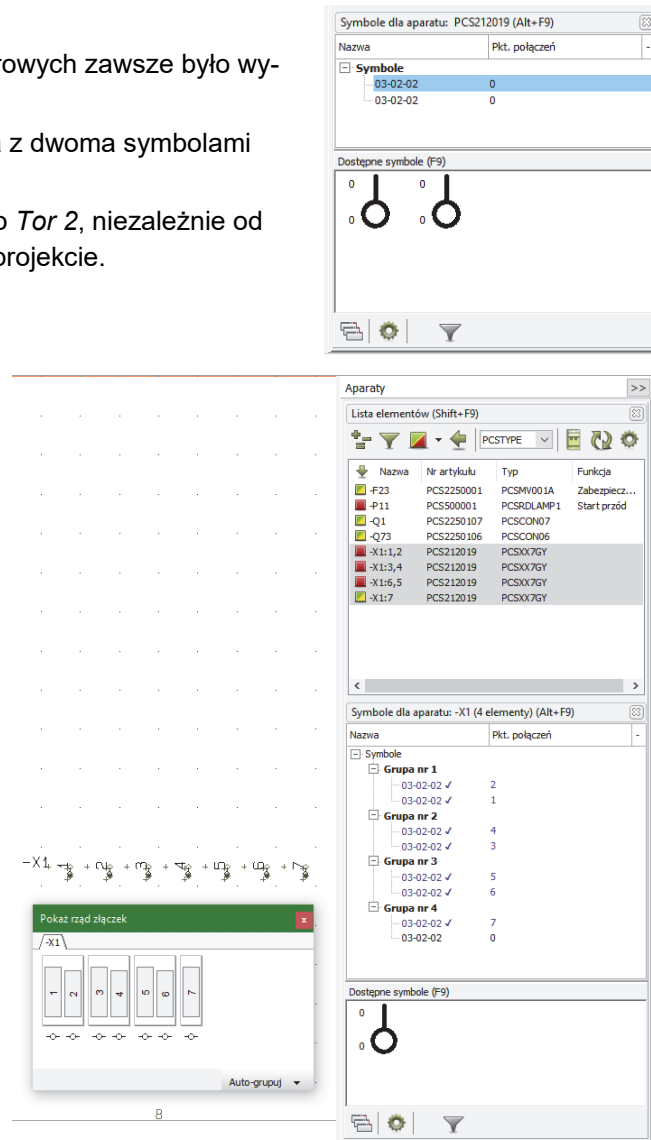 rowych zawsze było wy-
z dwoma symbolami
o Tor 2, niezależnie od
projekcie.
Symbole dla aparatu: PCS212019 (Alt+F9)
Nazwa Pkt. połączeń -
Symbole
03-02-02 0
03-02-02 0
Dostępne symbole (F9)
0 0
0 0
Aparaty >>
Lista elementów (Shift+F9)
PCSTYPE
Nazwa Nr artykułu Typ Funkcja
-F23 PCS2250001 PCSMV001A Zabezpiecz...
-P11 PCS500001 PCSRDLAMP1 Start przód
-Q1 PCS2250107 PCSCON07
-Q73 PCS2250106 PCSCON06
-X1:1,2 PCS212019 PCSXX7GY
-X1:3,4 PCS212019 PCSXX7GY
-X1:6,5 PCS212019 PCSXX7GY
-X1:7 PCS212019 PCSXX7GY
Symbole dla aparatu: -X1 (4 elementy) (Alt+F9)
Nazwa Pkt. połączeń -
Symbole
Grupa nr 1
03-02-02 ✓ 2
03-02-02 ✓ 1
Grupa nr 2
03-02-02 ✓ 4
03-02-02 ✓ 3
Grupa nr 3
03-02-02 ✓ 5
03-02-02 ✓ 6
Grupa nr 4
03-02-02 ✓ 7
03-02-02 0
Dostępne symbole (F9)
0
0
-X1 1 2 3 4 5 6 7
Pokaż rząd złączek x
-X1
1 2 3 4 5 6 7
Auto-grupuj
8